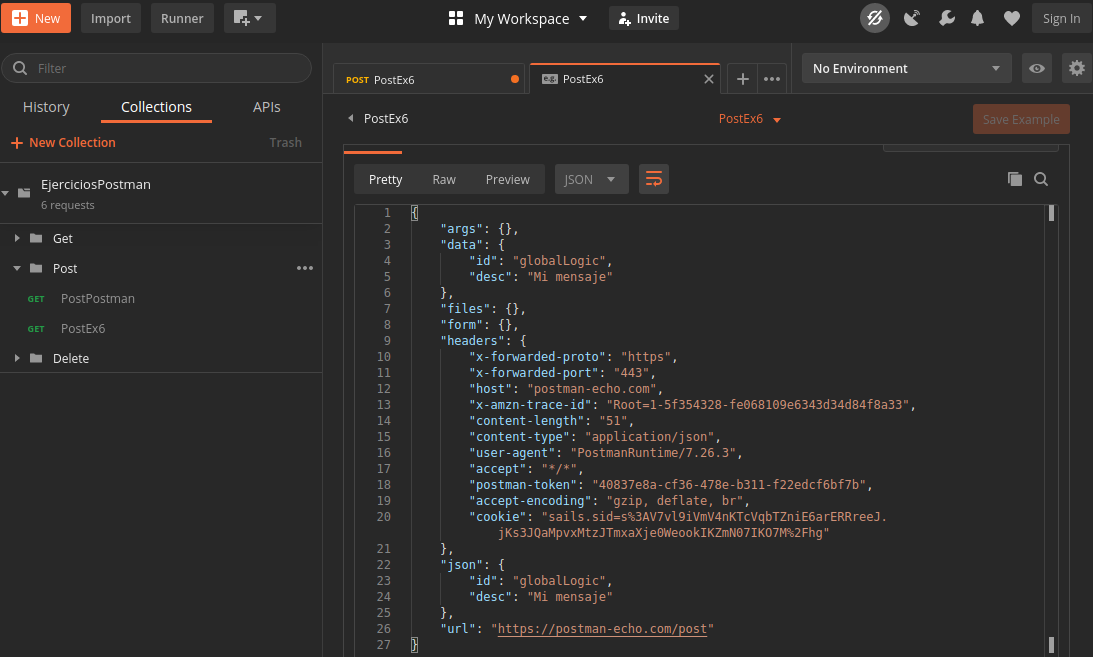 New Import Runner My Workspace Invite Sign In
Filter
History Collections APIs
New Collection Trash
EjerciciosPostman
6 requests
Get
Post
GET PostPostman
GET PostEx6
Delete
POST PostEx6 e.g. PostEx6 No Environment
PostEx6 PostEx6 Save Example
Pretty Raw Preview JSON
1 {
2 "args": {},
3 "data": {
4 "id": "globalLogic",
5 "desc": "Mi mensaje"
6 },
7 "files": {},
8 "form": {},
9 "headers": {
10 "x-forwarded-proto": "https",
11 "x-forwarded-port": "443",
12 "host": "postman-echo.com",
13 "x-amzn-trace-id": "Root=1-5f354328-fe068109e6343d34d84f8a33",
14 "content-length": "51",
15 "content-type": "application/json",
16 "user-agent": "PostmanRuntime/7.26.3",
17 "accept": "*/*",
18 "postman-token": "40837e8a-cf36-478e-b311-f22edcf6bf7b",
19 "accept-encoding": "gzip, deflate, br",
20 "cookie": "sails.sid=s%3AV7vl9iVmV4nKTcVqbTZniE6arERRreeJ.
jKs3JQaMpvxMtzJTmxaXje0WeookIKZmN07IKO7M%2Fhg"
21 },
22 "json": {
23 "id": "globalLogic",
24 "desc": "Mi mensaje"
25 },
26 "url": "https://postman-echo.com/post"
27 }